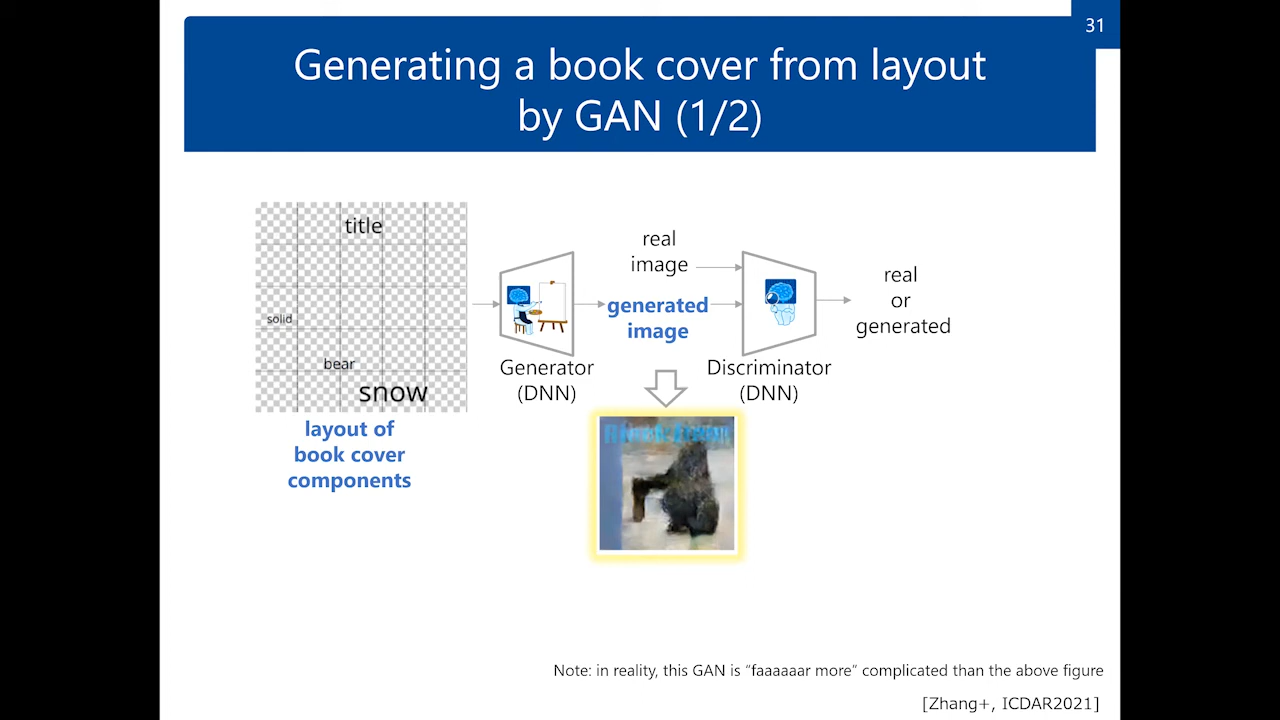 31
Generating a book cover from layout
by GAN (1/2)
title
solid
bear
snow
layout of
book cover
components
Generator
(DNN)
real
image
generated
image
Discriminator
(DNN)
real
or
generated
Note: in reality, this GAN is “faaaaaar more” complicated than the above figure
[Zhang+, ICDAR2021]